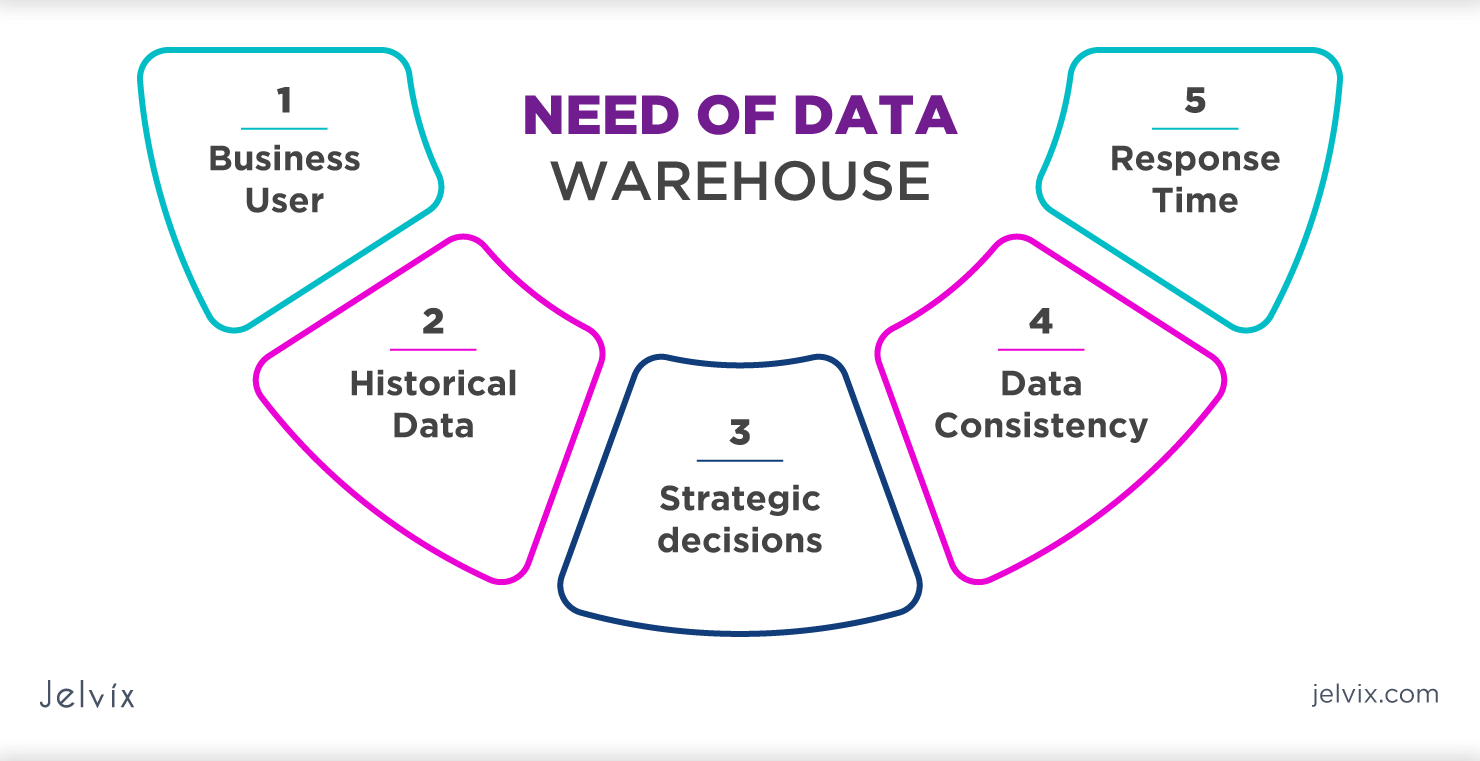 NEED OF DATA
WAREHOUSE
1
Business
User
2
Historical
Data
3
Strategic
decisions
4
Data
Consistency
5
Response
Time
Jelvix
jelvix.com